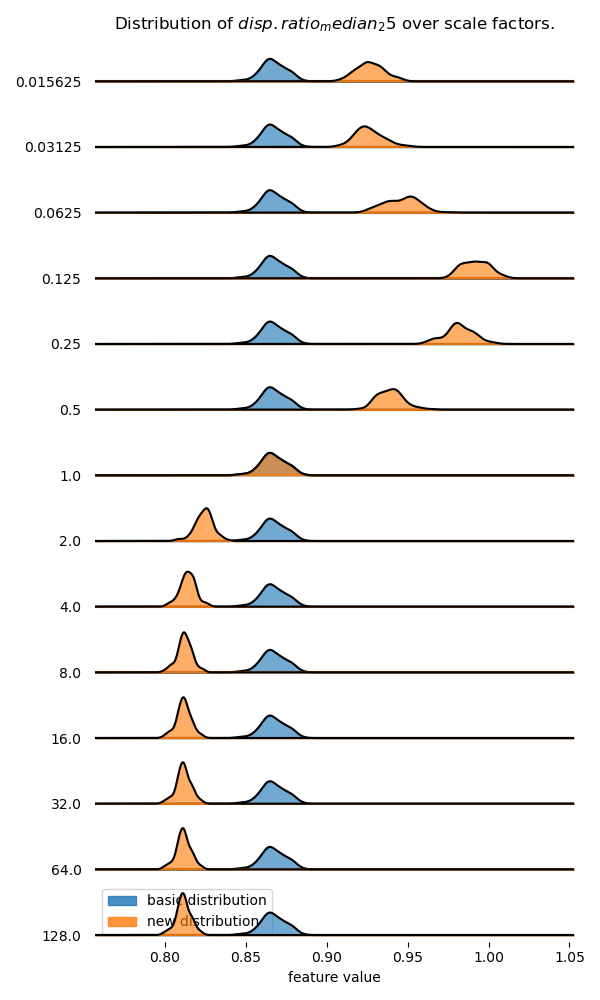 Distribution of disp.ratio_median_25 over scale factors.
0.015625
0.03125
0.0625
0.125
0.25
0.5
1.0
2.0
4.0
8.0
16.0
32.0
64.0
basic distribution
new distribution
128.0
0.80 0.85 0.90 0.95 1.00 1.05
feature value